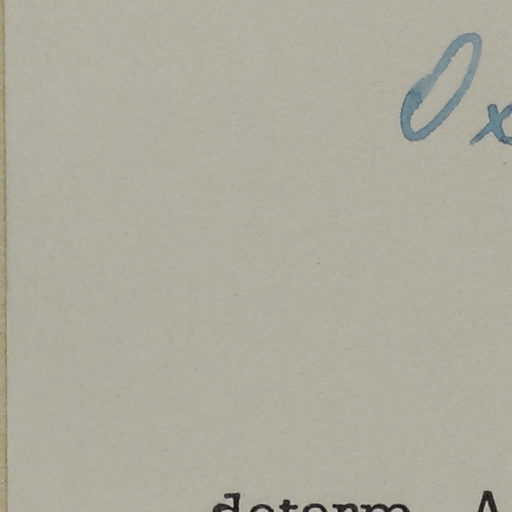 Ox
determ. A